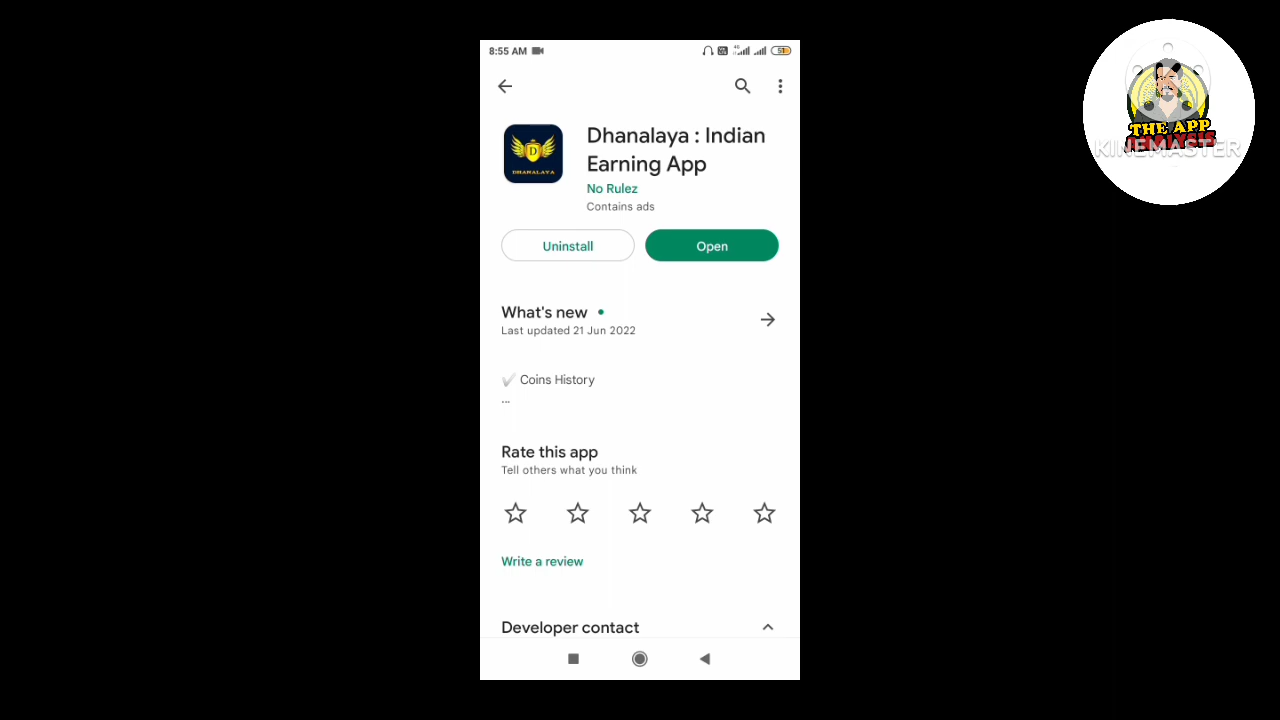 8:55 AM
51
Dhanalaya : Indian
Earning App
No Rulez
Contains ads
D
DHANALAYA
Uninstall
Open
What's new
Last updated 21 Jun 2022
Coins History
...
Rate this app
Tell others what you think
Write a review
Developer contact
THE APP
ANALYSIS
KINEMASTER